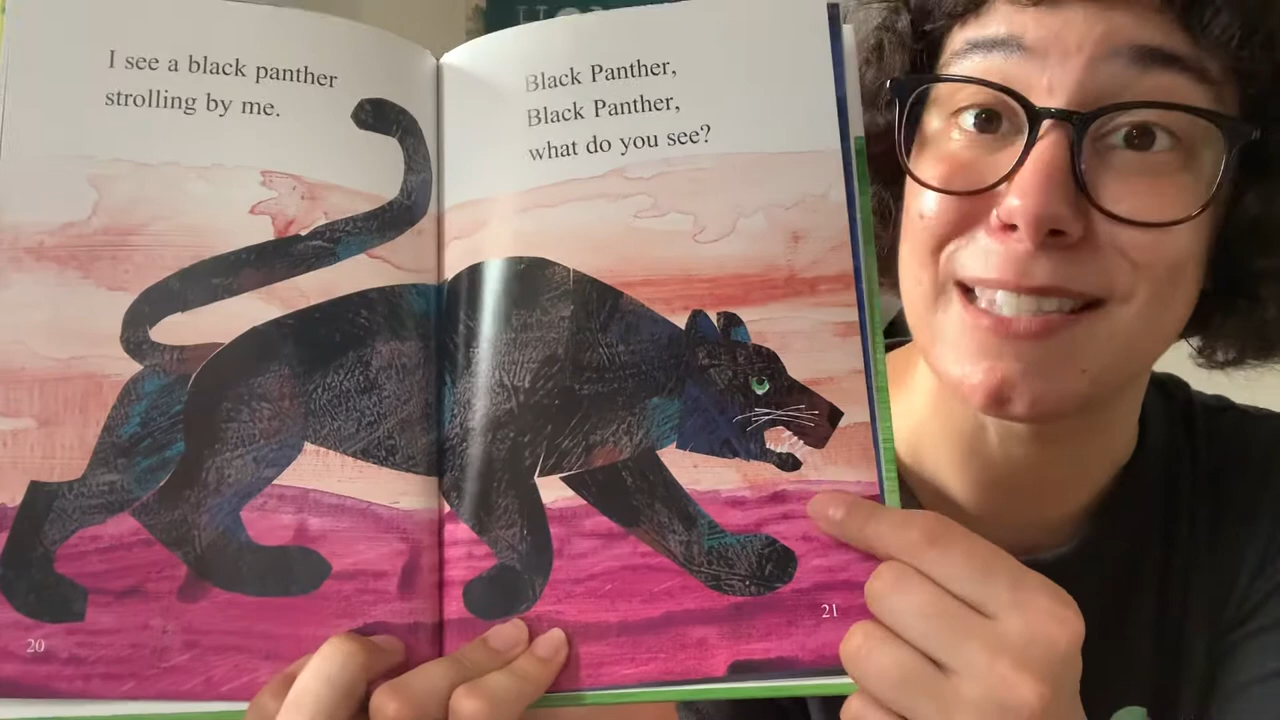 I see a black panther
strolling by me.
Black Panther,
Black Panther,
what do you see?
20
21